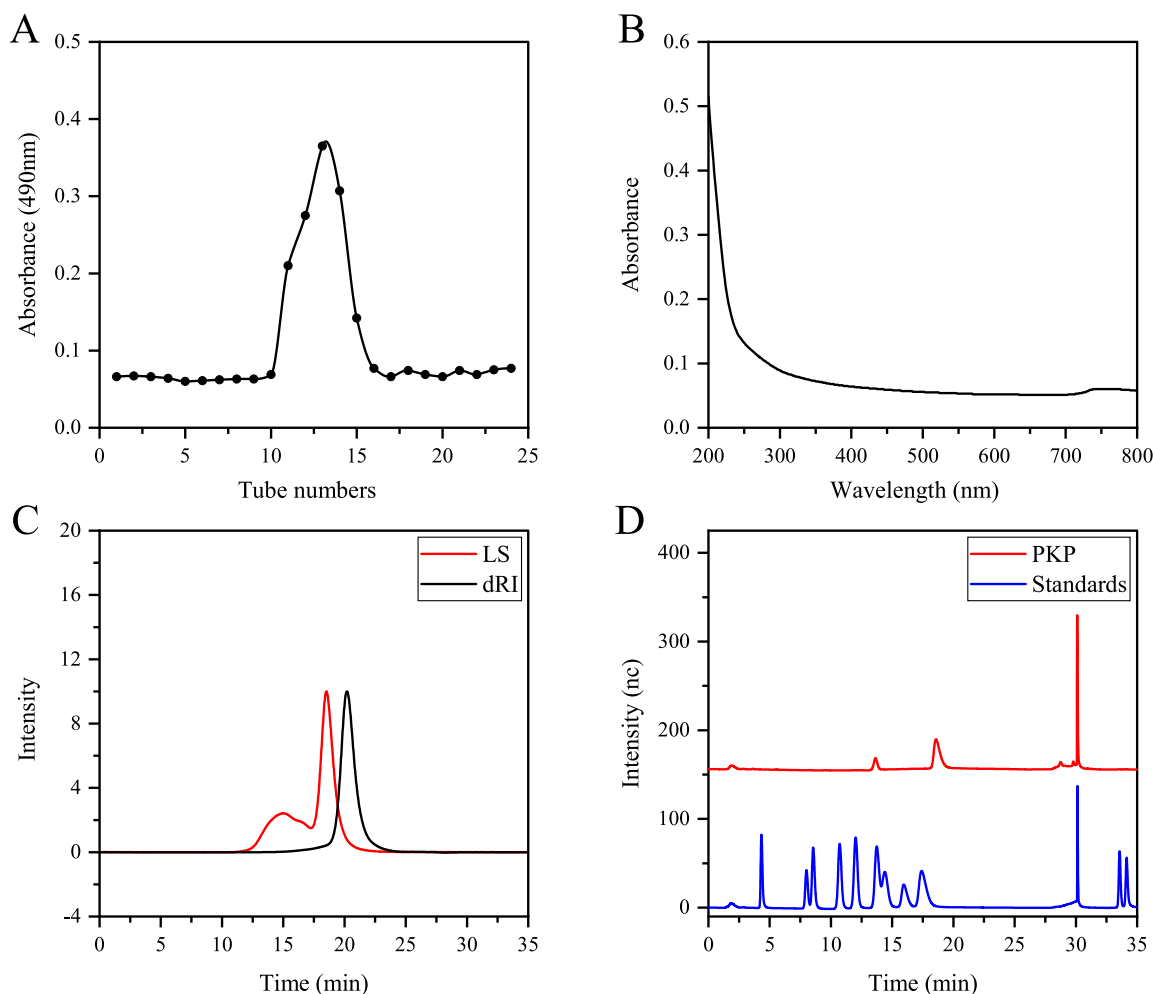 A
0.5
0.4
0.3
0.2
0.1
0.0
Absorbance (490nm)
0 5 10 15 20 25
Tube numbers
B
0.6
0.5
0.4
0.3
0.2
0.1
0.0
Absorbance
200 300 400 500 600 700 800
Wavelength (nm)
C
20
16
12
8
4
0
-4
Intensity
LS
dRI
0 5 10 15 20 25 30 35
Time (min)
D
400
300
200
100
0
Intensity (nc)
PKP
Standards
0 5 10 15 20 25 30 35
Time (min)